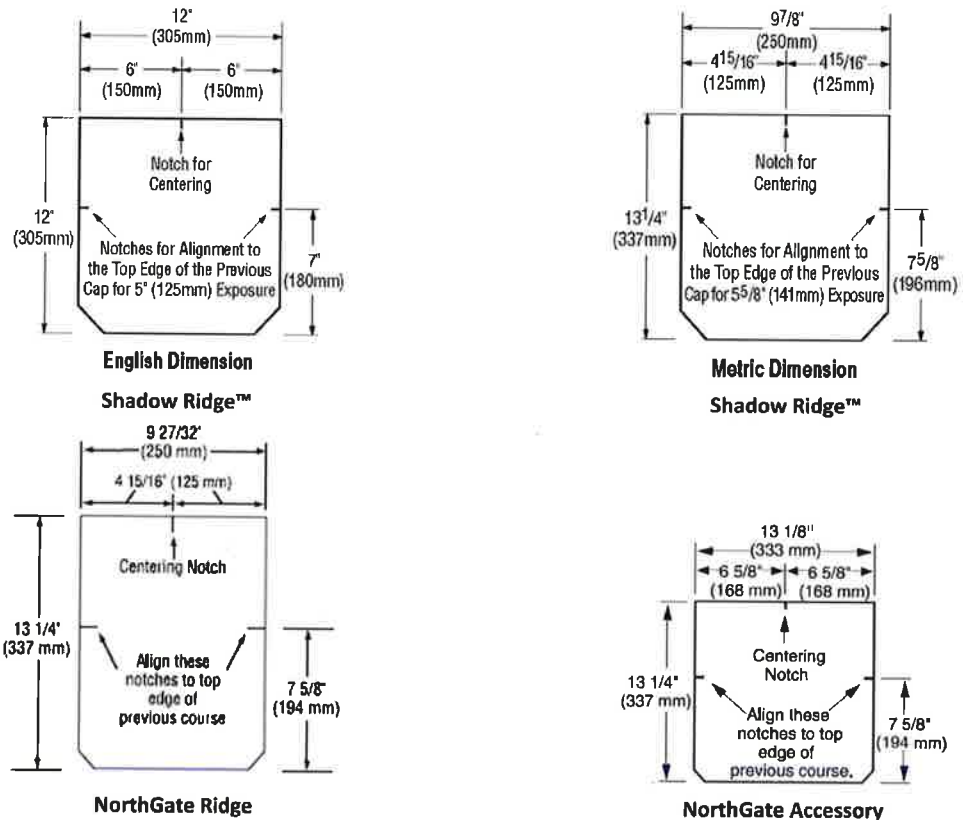 12"
(305mm)
6"
(150mm)
6"
(150mm)
Notch for
Centering
12"
(305mm)
Notches for Alignment to
the Top Edge of the Previous
Cap for 5" (125mm) Exposure
7"
(180mm)
English Dimension
Shadow Ridge™
97/8"
(250mm)
4 15/16"
(125mm)
4 15/16"
(125mm)
Notch for
Centering
13 1/4"
(337mm)
Notches for Alignment to
the Top Edge of the Previous
Cap for 5 5/8" (141mm) Exposure
7 5/8"
(196mm)
Metric Dimension
Shadow Ridge™
9 27/32"
(250 mm)
4 15/16" (125 mm)
Centering Notch
13 1/4"
(337 mm)
Align these
notches to top
edge of
previous course
7 5/8"
(194 mm)
NorthGate Ridge
13 1/8"
(333 mm)
6 5/8"
(168 mm)
6 5/8"
(168 mm)
Centering
Notch
13 1/4"
(337 mm)
Align these
notches to top
edge of
previous course.
7 5/8"
(194 mm)
NorthGate Accessory